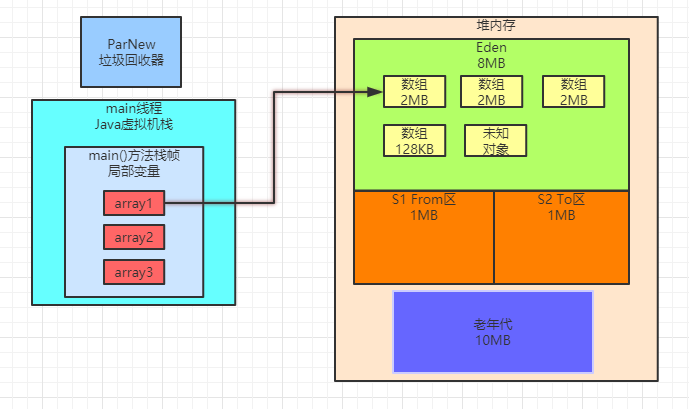 ParNew
垃圾回收器
main线程
Java虚拟机栈
main()方法栈帧
局部变量
array1
array2
array3
堆内存
Eden
8MB
数组
2MB
数组
2MB
数组
2MB
数组
128KB
未知
对象
S1 From区
1MB
S2 To区
1MB
老年代
10MB